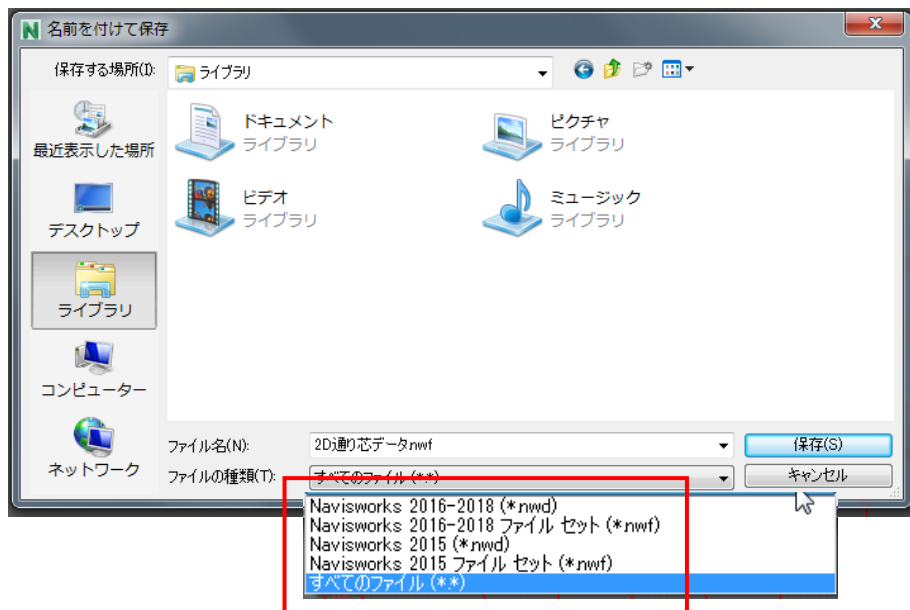 名前を付けて保存
保存する場所(I):
ライブラリ
最近表示した場所
デスクトップ
ライブラリ
コンピューター
ネットワーク
ドキュメント
ライブラリ
ピクチャ
ライブラリ
ビデオ
ライブラリ
ミュージック
ライブラリ
ファイル名(N):
2D通り芯データ.nwf
保存(S)
ファイルの種類(T):
すべてのファイル (*.*)
キャンセル
Navisworks 2016-2018 (*.nwd)
Navisworks 2016-2018 ファイル セット (*.nwf)
Navisworks 2015 (*.nwd)
Navisworks 2015 ファイル セット (*.nwf)
すべてのファイル (*.*)